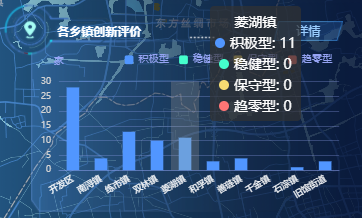 各乡镇创新评价
详情
菱湖镇
积极型: 11
稳健型: 0
保守型: 0
趋零型: 0
家
积极型
稳健
趋零型
30
25
20
15
10
5
0
开发区
南浔镇
练市镇
双林镇
菱湖镇
和孚镇
善琏镇
千金镇
石淙镇
旧馆街道